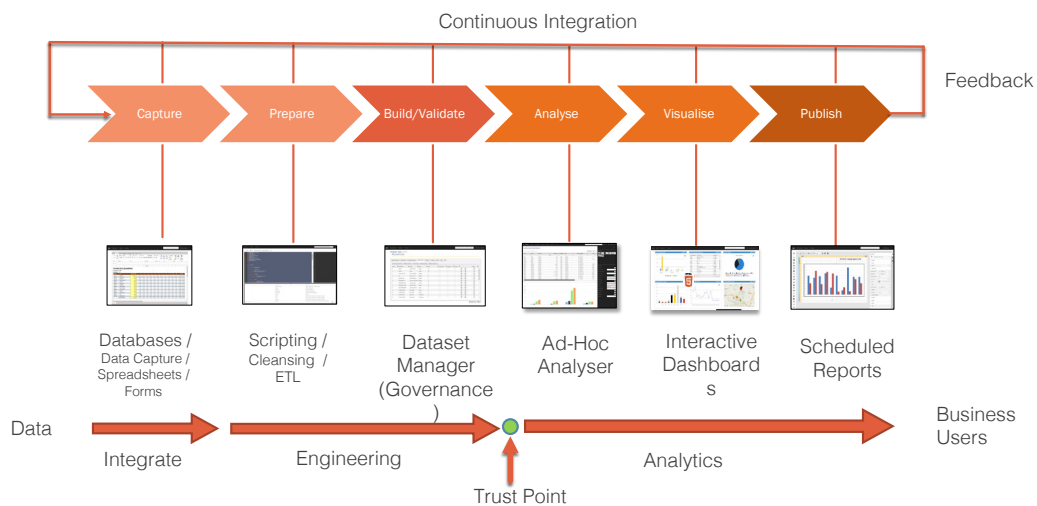 Continuous Integration
Feedback
Capture
Prepare
Build/Validate
Analyse
Visualise
Publish
Databases /
Data Capture /
Spreadsheets /
Forms
Scripting /
Cleansing /
ETL
Dataset
Manager
(Governance
)
Ad-Hoc
Analyser
Interactive
Dashboard
s
Scheduled
Reports
Data
Business
Users
Integrate
Engineering
Analytics
Trust Point